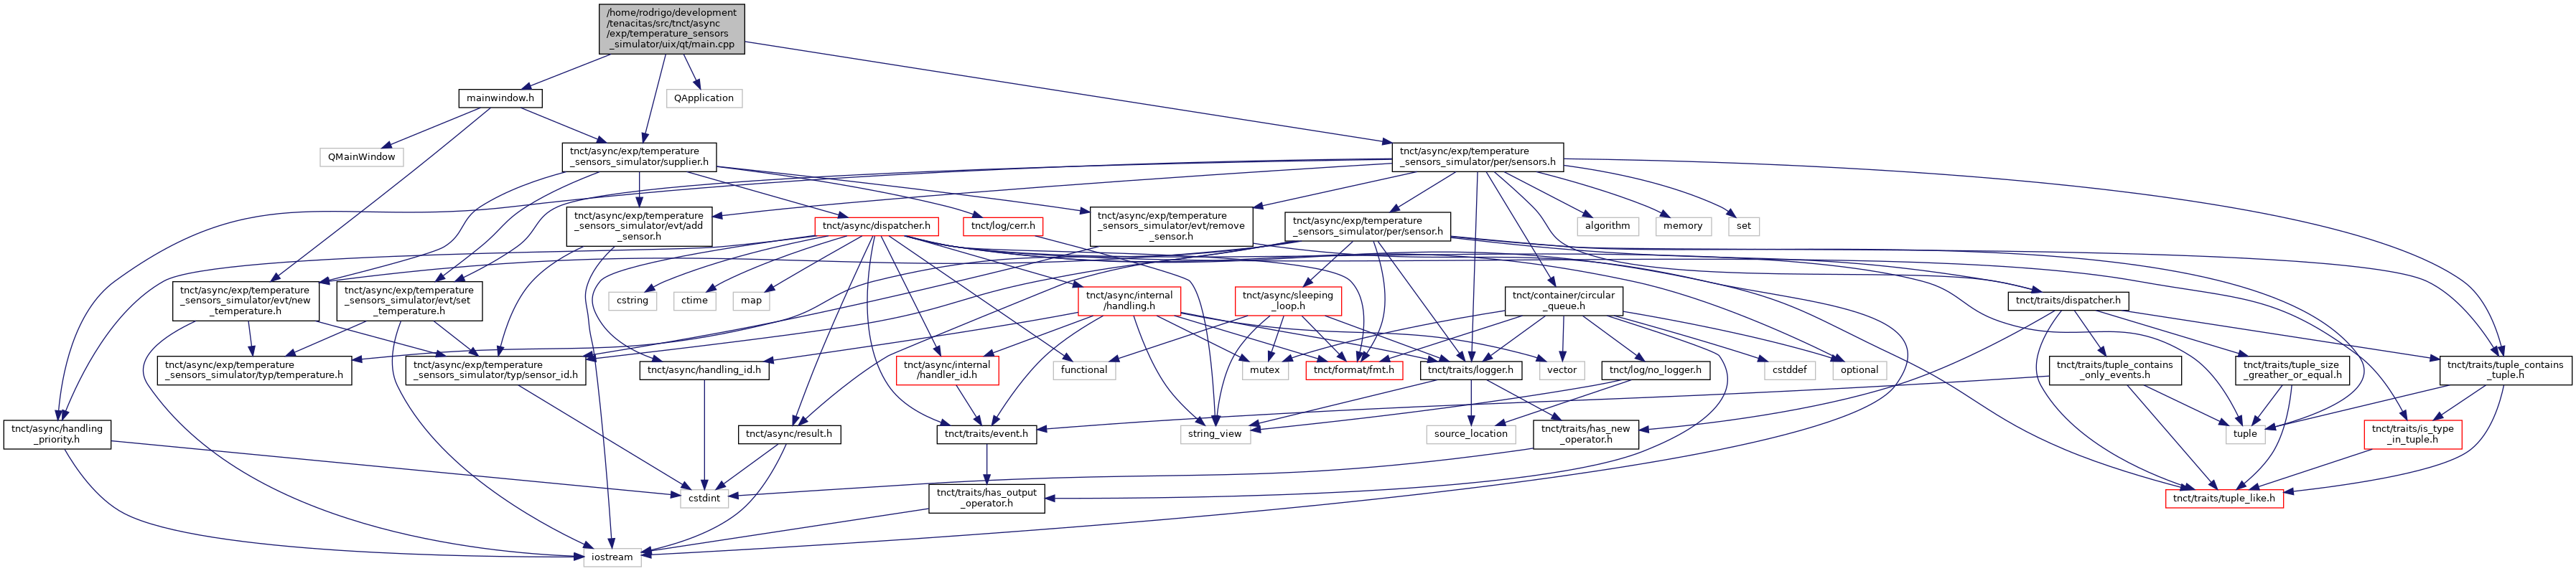 /home/rodrigo/development
/tenacitas/src/tnct/async
/exp/temperature_sensors
_simulator/uix/qt/main.cpp
mainwindow.h
QApplication
QMainWindow
tnct/async/exp/temperature
_sensors_simulator/supplier.h
tnct/async/exp/temperature
_sensors_simulator/per/sensors.h
tnct/async/exp/temperature
_sensors_simulator/evt/add
_sensor.h
tnct/async/dispatcher.h
tnct/log/cerr.h
tnct/async/exp/temperature
_sensors_simulator/evt/remove
_sensor.h
tnct/async/exp/temperature
_sensors_simulator/per/sensor.h
algorithm
memory
set
tnct/async/exp/temperature
_sensors_simulator/evt/new
_temperature.h
tnct/async/exp/temperature
_sensors_simulator/evt/set
_temperature.h
cstring
ctime
map
tnct/async/internal
/handling.h
tnct/async/sleeping
_loop.h
tnct/container/circular
_queue.h
tnct/traits/dispatcher.h
tnct/async/exp/temperature
_sensors_simulator/typ/temperature.h
tnct/async/exp/temperature
_sensors_simulator/typ/sensor_id.h
tnct/async/handling_id.h
tnct/async/internal
/handler_id.h
functional
mutex
tnct/format/fmt.h
tnct/traits/logger.h
vector
tnct/log/no_logger.h
cstddef
optional
tnct/traits/tuple_contains
_only_events.h
tnct/traits/tuple_size
_greather_or_equal.h
tnct/traits/tuple_contains
_tuple.h
tnct/async/handling
_priority.h
tnct/async/result.h
tnct/traits/event.h
string_view
source_location
tnct/traits/has_new
_operator.h
tuple
tnct/traits/is_type
_in_tuple.h
cstdint
tnct/traits/has_output
_operator.h
tnct/traits/tuple_like.h
iostream